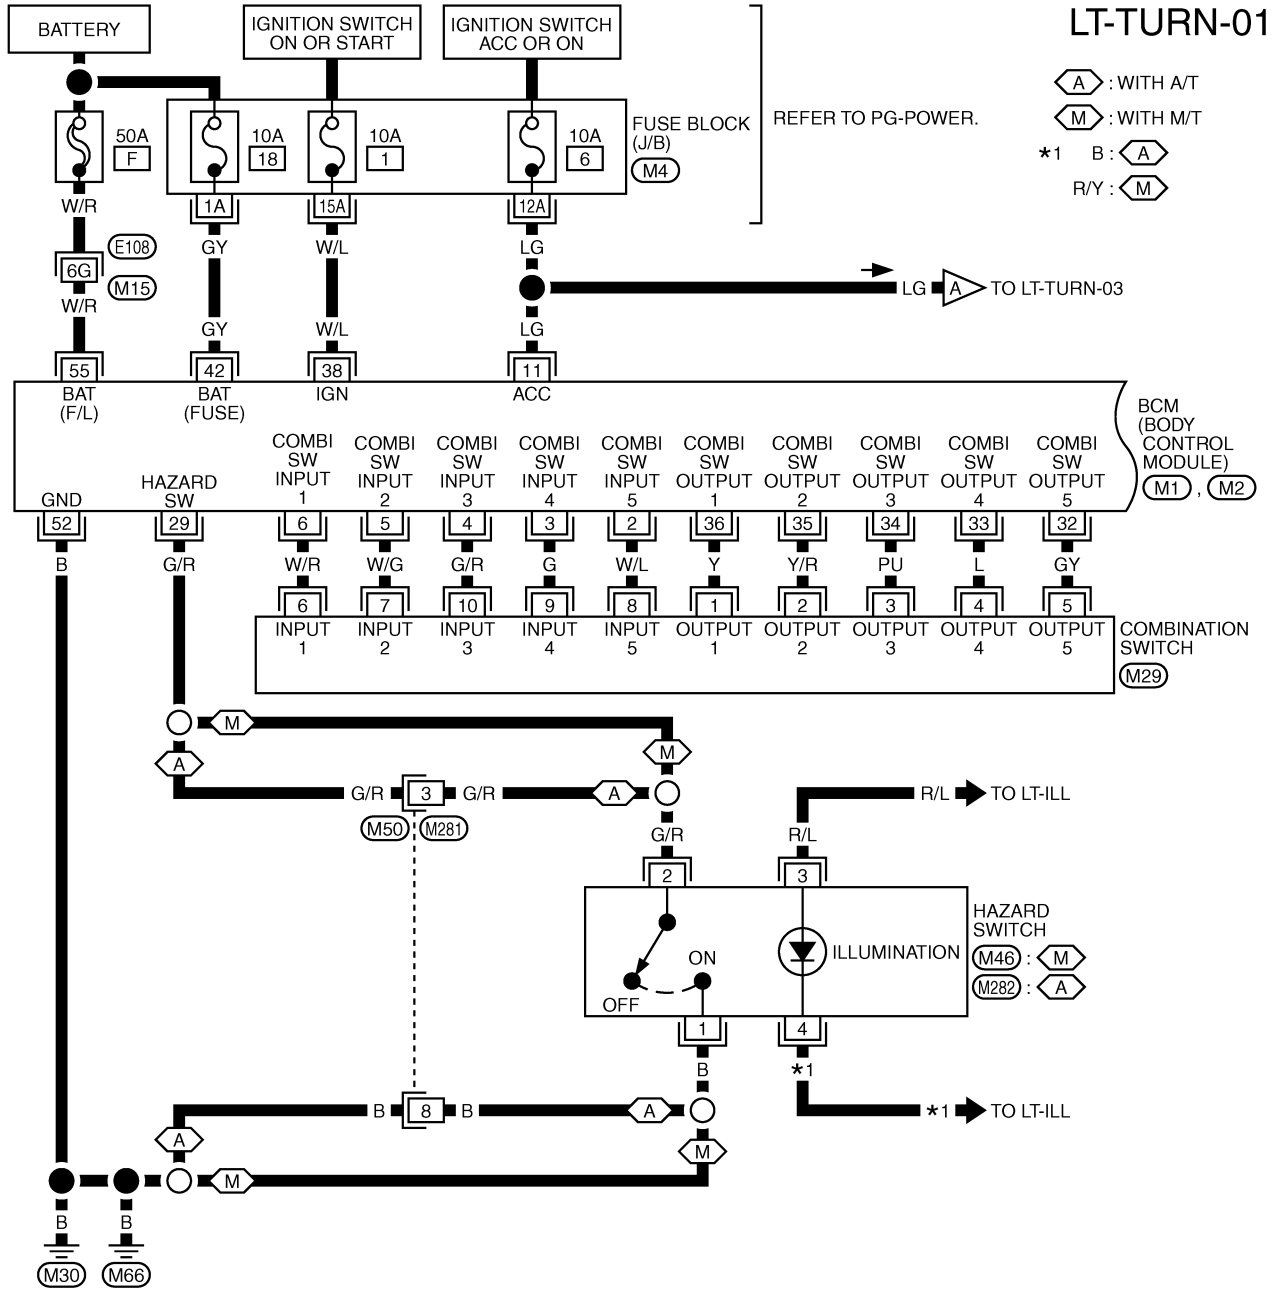 LT-TURN-01
BATTERY
IGNITION SWITCH
ON OR START
IGNITION SWITCH
ACC OR ON
A : WITH A/T
M : WITH M/T
*1 B : A
R/Y : M
REFER TO PG-POWER.
50A
F
10A
18
10A
1
10A
6
FUSE BLOCK
(J/B)
M4
W/R
1A
15A
12A
E108
6G
M15
GY
W/L
LG
LG
A
TO LT-TURN-03
W/R
GY
W/L
LG
55
42
38
11
BAT
(F/L)
BAT
(FUSE)
IGN
ACC
BCM
(BODY
CONTROL
MODULE)
M1 , M2
GND
HAZARD
SW
COMBI
SW
INPUT
1
COMBI
SW
INPUT
2
COMBI
SW
INPUT
3
COMBI
SW
INPUT
4
COMBI
SW
INPUT
5
COMBI
SW
OUTPUT
1
COMBI
SW
OUTPUT
2
COMBI
SW
OUTPUT
3
COMBI
SW
OUTPUT
4
COMBI
SW
OUTPUT
5
52
29
6
5
4
3
2
36
35
34
33
32
B
G/R
W/R
W/G
G/R
G
W/L
Y
Y/R
PU
L
GY
6
7
10
9
8
1
2
3
4
5
INPUT
1
INPUT
2
INPUT
3
INPUT
4
INPUT
5
OUTPUT
1
OUTPUT
2
OUTPUT
3
OUTPUT
4
OUTPUT
5
COMBINATION
SWITCH
M29
M
M
A
G/R
3
G/R
A
M50
M281
G/R
R/L
TO LT-ILL
R/L
2
3
ON
OFF
ILLUMINATION
HAZARD
SWITCH
M46 : M
M282 : A
1
4
B
*1
B
8
B
A
*1
TO LT-ILL
A
M
M
B
B
M30
M66